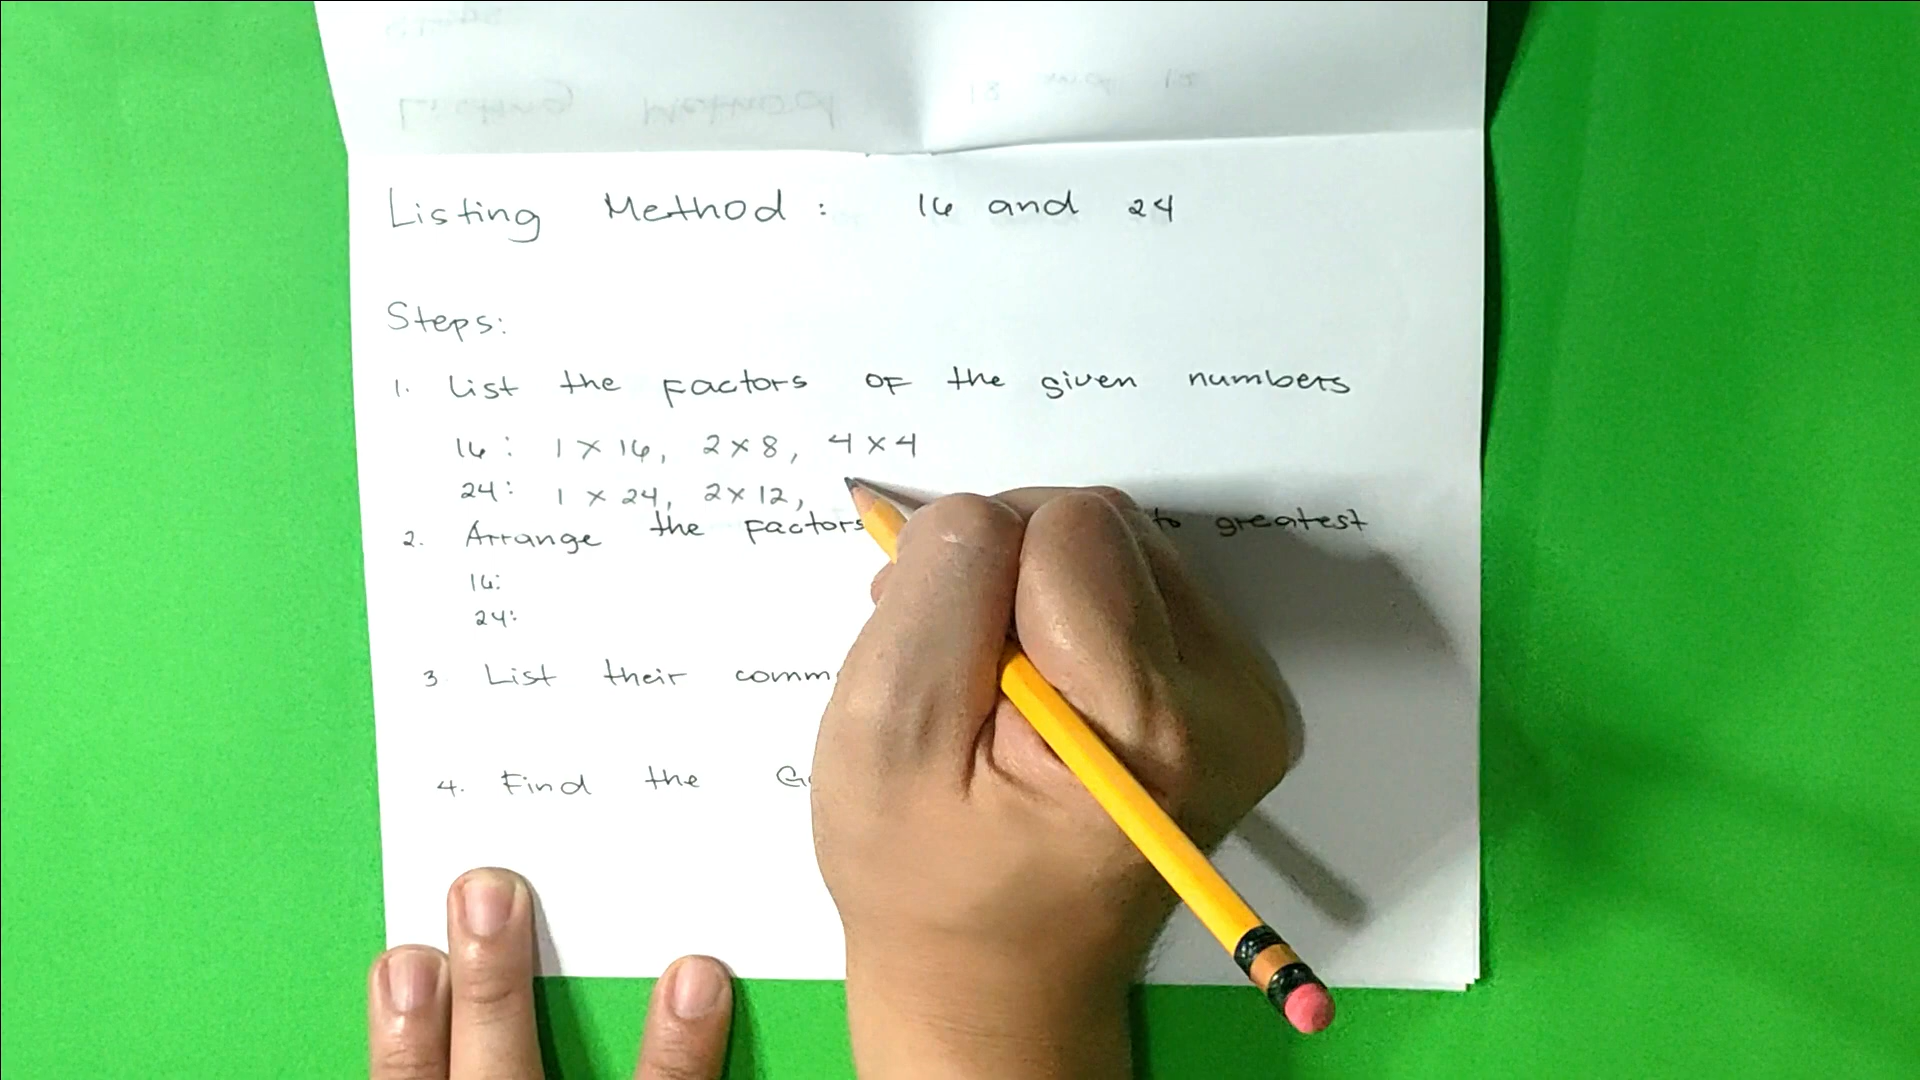 Listing Method : 16 and 24
Steps:
1. List the factors of the given numbers
16: 1 x 16, 2 x 8, 4 x 4
24: 1 x 24, 2 x 12,
2. Arrange the factors to greatest
16:
24:
3 List their
4. Find the